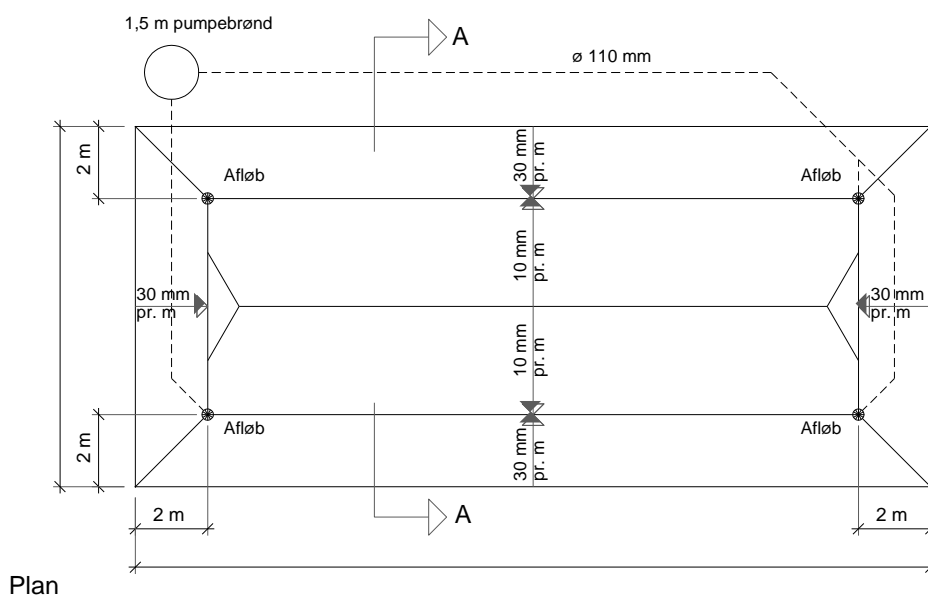 1,5 m pumpebrønd
A
ø 110 mm
2 m
30 mm
pr. m
Afløb
Afløb
10 mm
pr. m
30 mm
pr. m
30 mm
pr. m
10 mm
pr. m
2 m
Afløb
Afløb
30 mm
pr. m
2 m
A
2 m
Plan